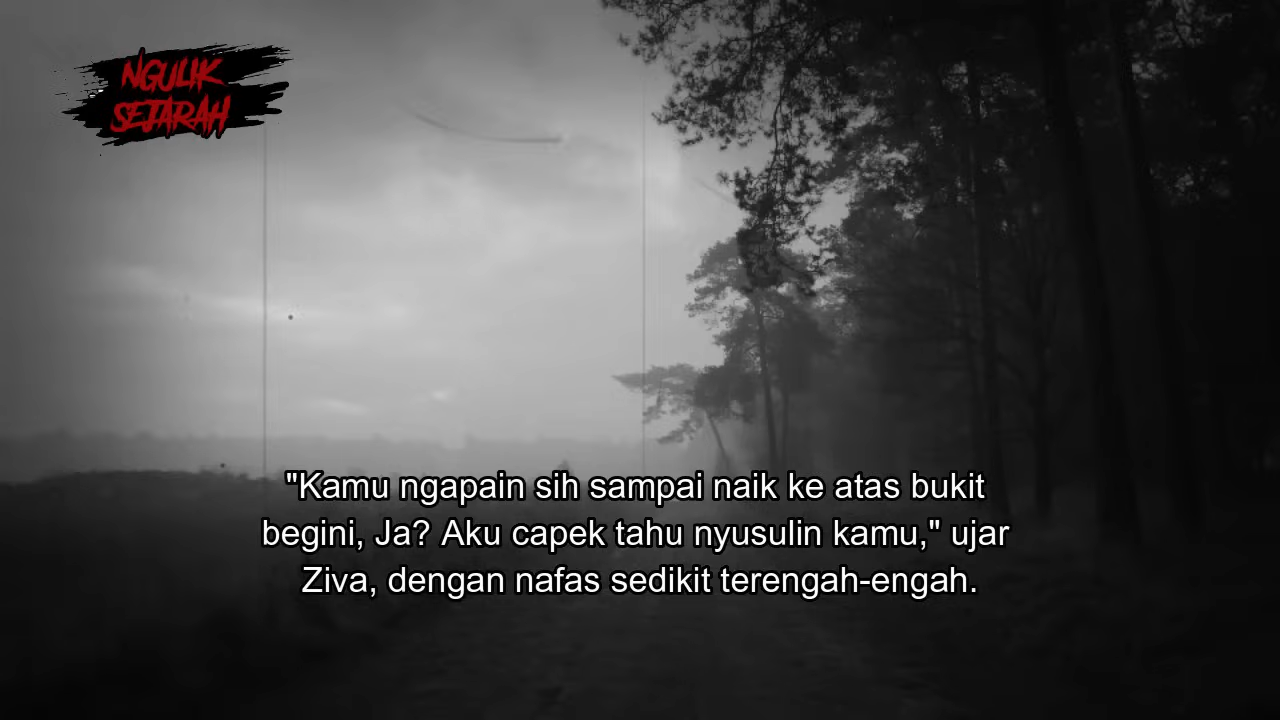 NGULIK
SEJARAH
"Kamu ngapain sih sampai naik ke atas bukit
begini, Ja? Aku capek tahu nyusulin kamu," ujar
Ziva, dengan nafas sedikit terengah-engah.